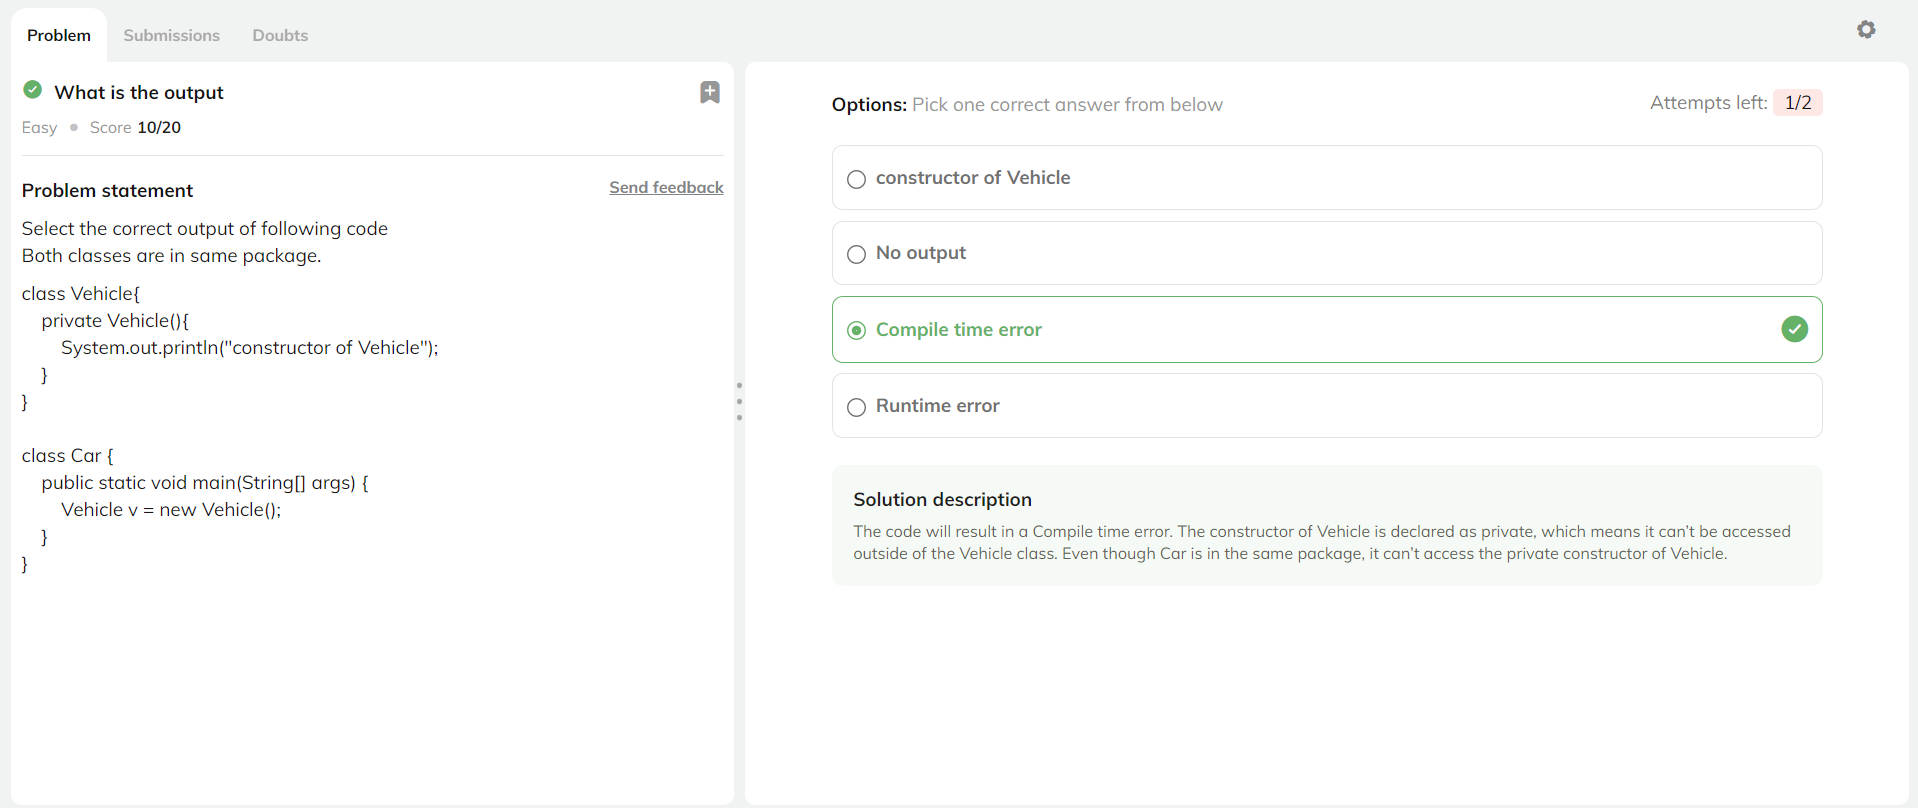 Problem
Submissions
Doubts
What is the output
Easy • Score 10/20
Problem statement
Send feedback
Select the correct output of following code
Both classes are in same package.
class Vehicle{
    private Vehicle(){
        System.out.println("constructor of Vehicle");
    }
}
class Car {
    public static void main(String[] args) {
        Vehicle v = new Vehicle();
    }
}
Options: Pick one correct answer from below
Attempts left: 1/2
constructor of Vehicle
No output
Compile time error
Runtime error
Solution description
The code will result in a Compile time error. The constructor of Vehicle is declared as private, which means it can’t be accessed
outside of the Vehicle class. Even though Car is in the same package, it can’t access the private constructor of Vehicle.